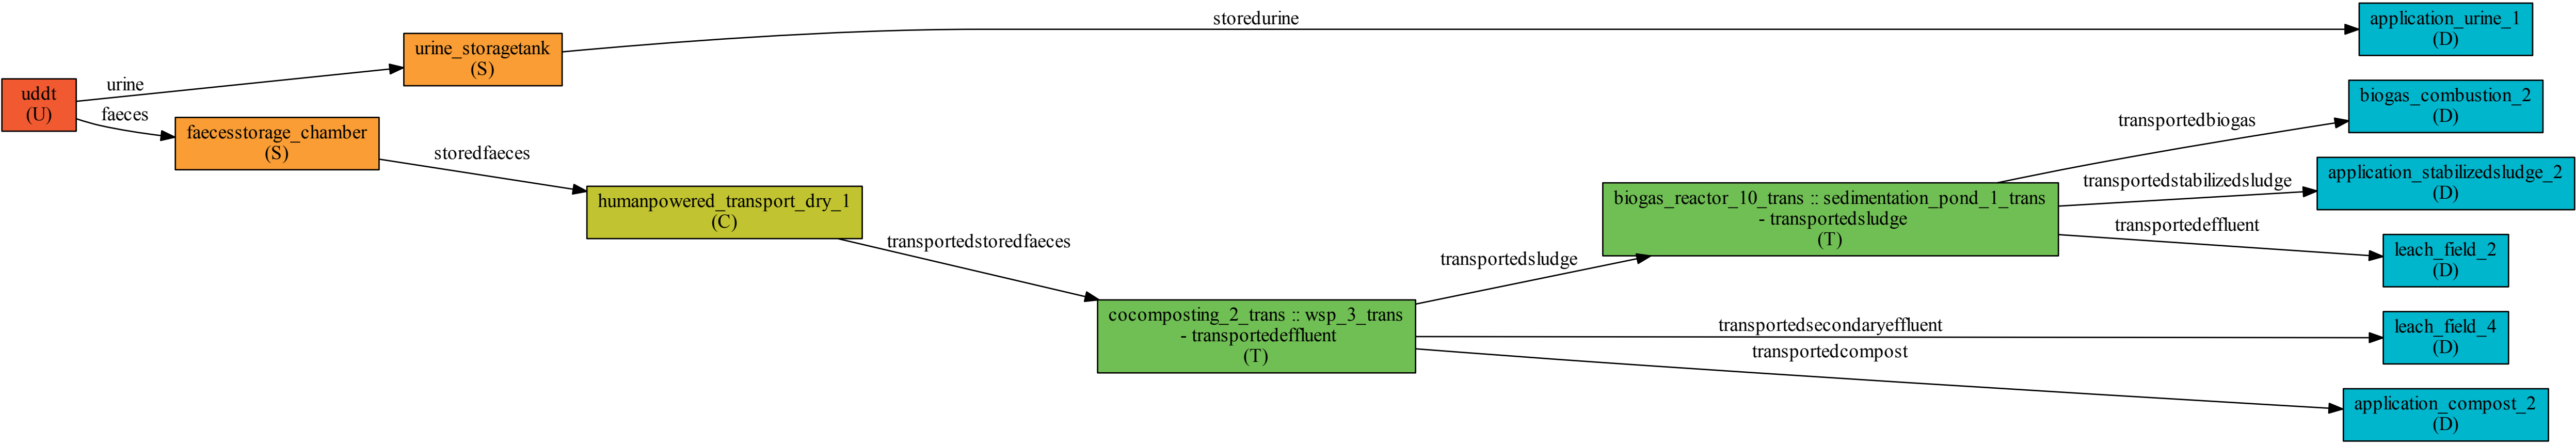 uddt
(U)
urine
faeces
urine_storagetank
(S)
faecesstorage_chamber
(S)
storedurine
storedfaeces
humanpowered_transport_dry_1
(C)
transportedstoredfaeces
cocomposting_2_trans :: wsp_3_trans
- transportedeffluent
(T)
transportedsludge
transportedsecondaryeffluent
transportedcompost
biogas_reactor_10_trans :: sedimentation_pond_1_trans
- transportedsludge
(T)
transportedbiogas
transportedstabilizedsludge
transportedeffluent
application_urine_1
(D)
biogas_combustion_2
(D)
application_stabilizedsludge_2
(D)
leach_field_2
(D)
leach_field_4
(D)
application_compost_2
(D)